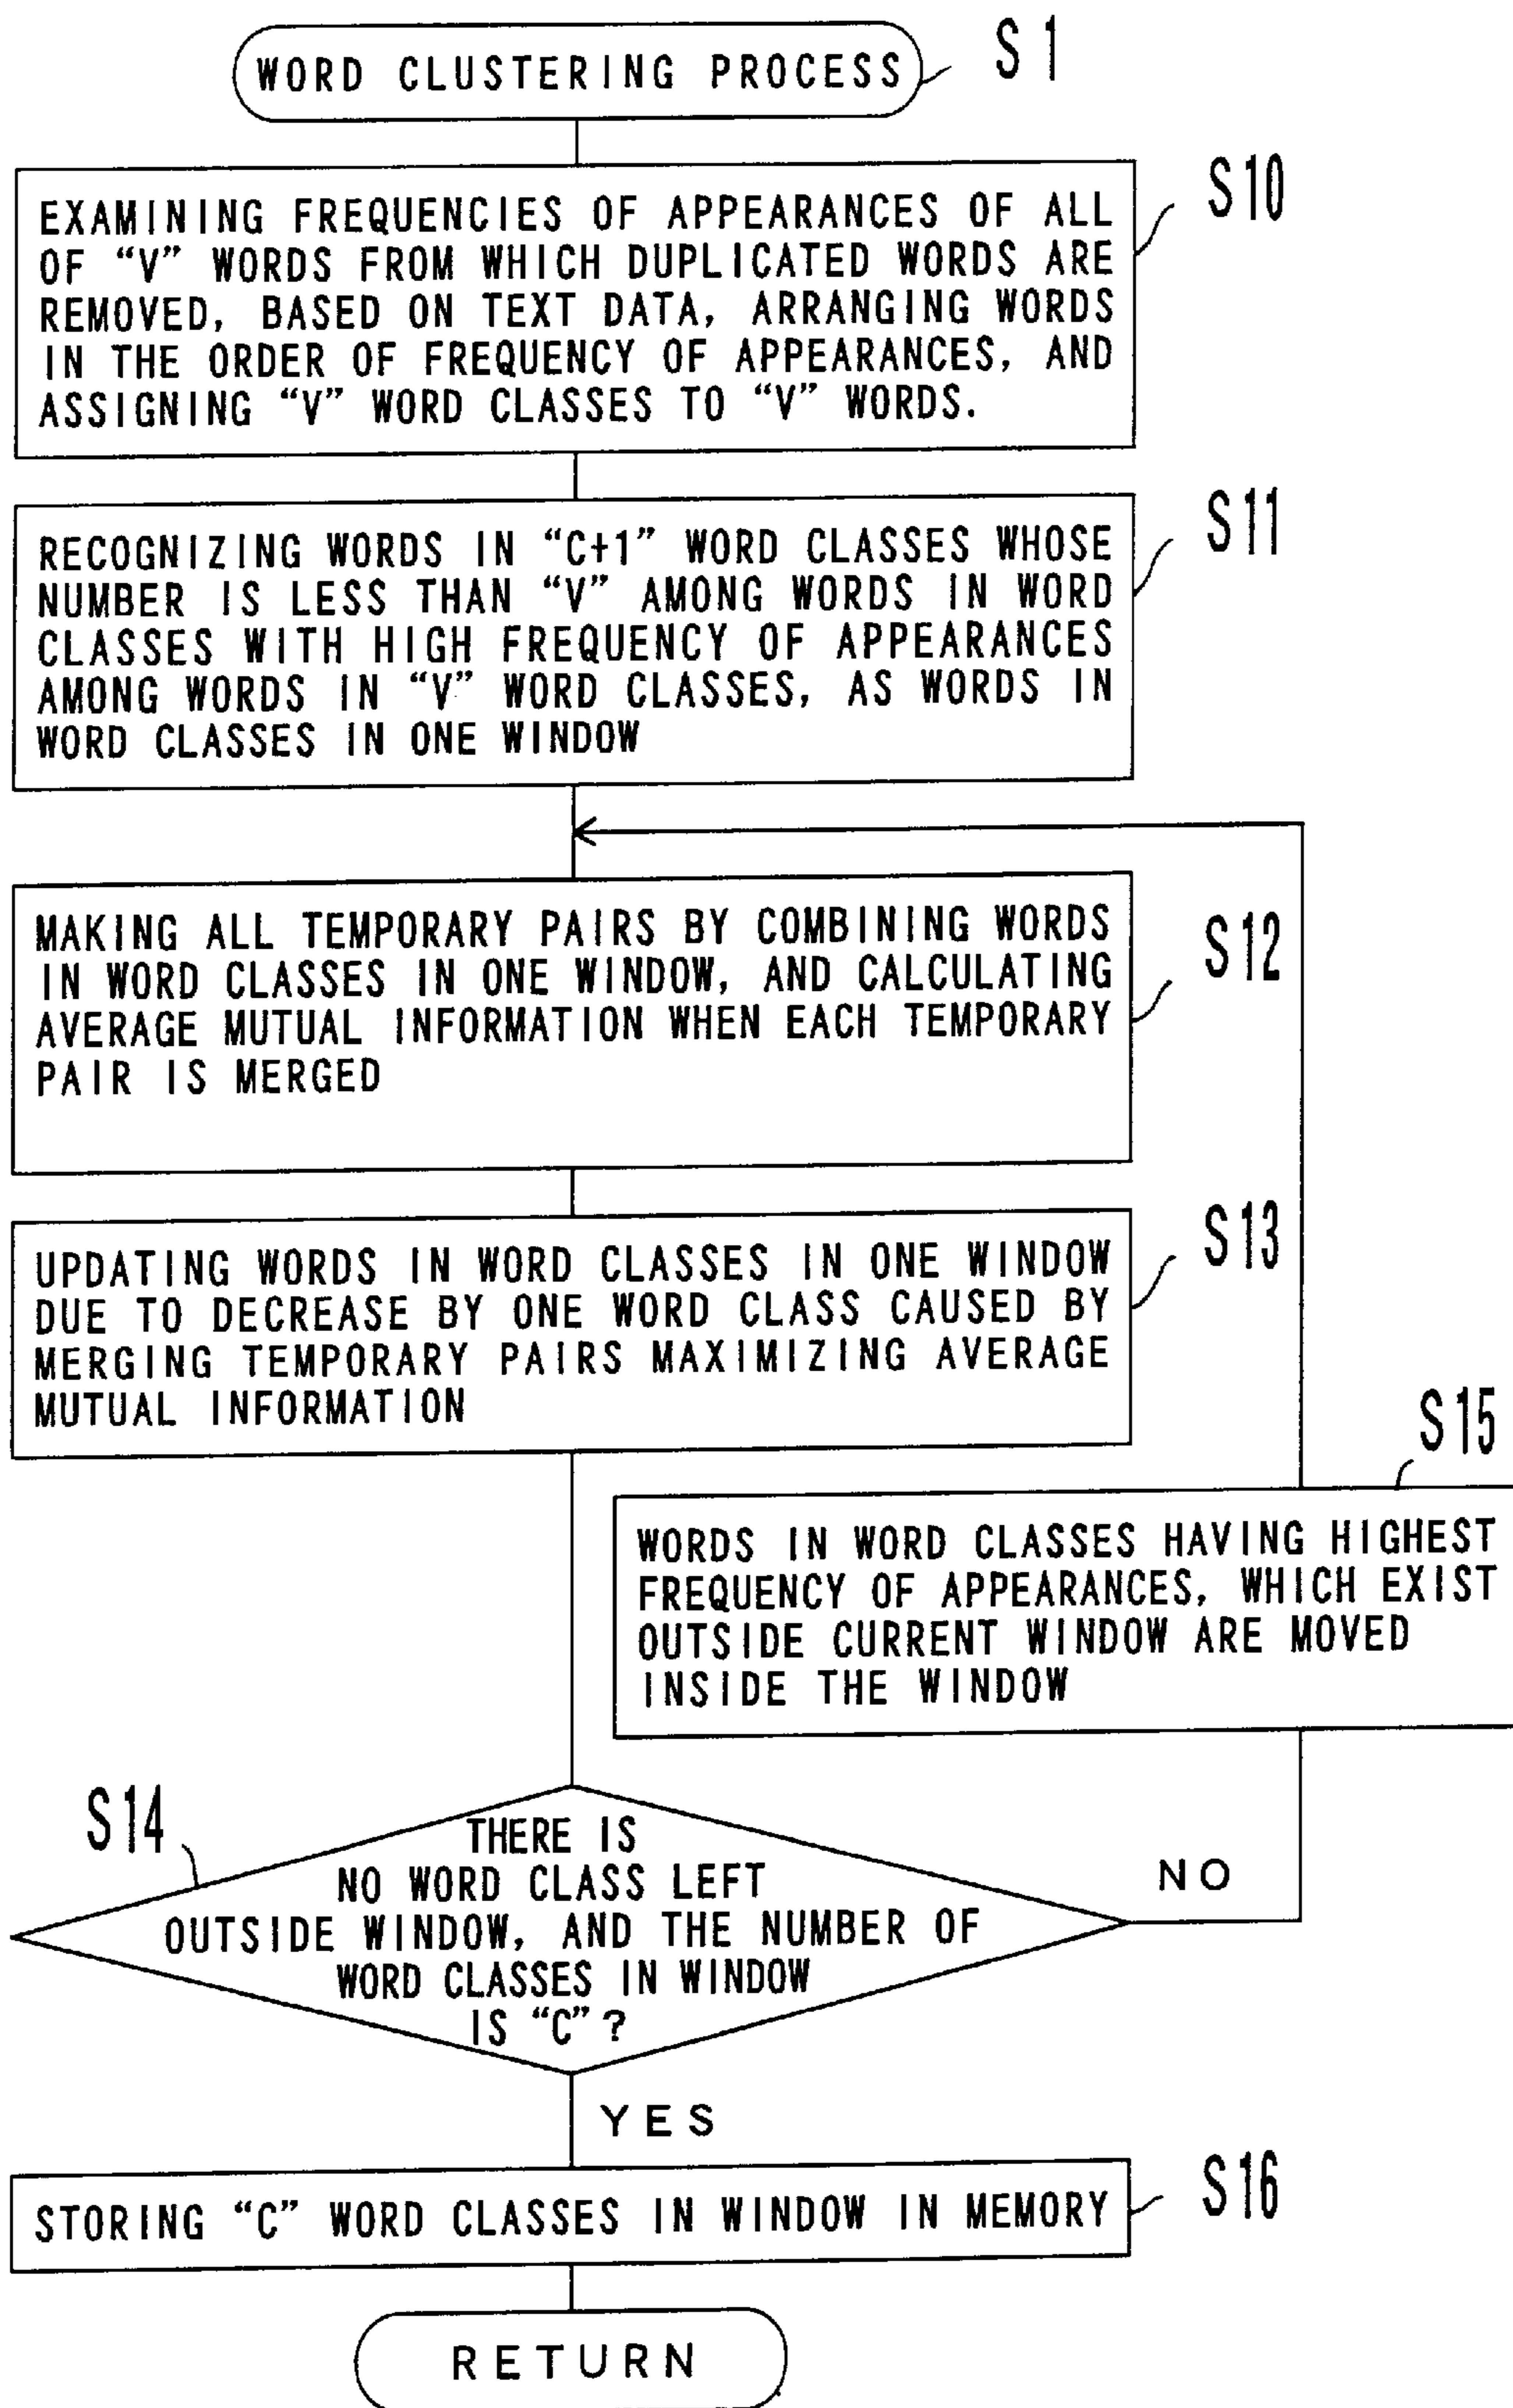 WORD CLUSTERING PROCESS
S1
S10
EXAMINING FREQUENCIES OF APPEARANCES OF ALL
OF “V” WORDS FROM WHICH DUPLICATED WORDS ARE
REMOVED, BASED ON TEXT DATA, ARRANGING WORDS
IN THE ORDER OF FREQUENCY OF APPEARANCES, AND
ASSIGNING “V” WORD CLASSES TO “V” WORDS.
S11
RECOGNIZING WORDS IN “C+1” WORD CLASSES WHOSE
NUMBER IS LESS THAN “V” AMONG WORDS IN WORD
CLASSES WITH HIGH FREQUENCY OF APPEARANCES
AMONG WORDS IN “V” WORD CLASSES, AS WORDS IN
WORD CLASSES IN ONE WINDOW
S12
MAKING ALL TEMPORARY PAIRS BY COMBINING WORDS
IN WORD CLASSES IN ONE WINDOW, AND CALCULATING
AVERAGE MUTUAL INFORMATION WHEN EACH TEMPORARY
PAIR IS MERGED
S13
UPDATING WORDS IN WORD CLASSES IN ONE WINDOW
DUE TO DECREASE BY ONE WORD CLASS CAUSED BY
MERGING TEMPORARY PAIRS MAXIMIZING AVERAGE
MUTUAL INFORMATION
S15
WORDS IN WORD CLASSES HAVING HIGHEST
FREQUENCY OF APPEARANCES, WHICH EXIST
OUTSIDE CURRENT WINDOW ARE MOVED
INSIDE THE WINDOW
S14
THERE IS
NO WORD CLASS LEFT
OUTSIDE WINDOW, AND THE NUMBER OF
WORD CLASSES IN WINDOW
IS “C”?
NO
YES
S16
STORING “C” WORD CLASSES IN WINDOW IN MEMORY
RETURN